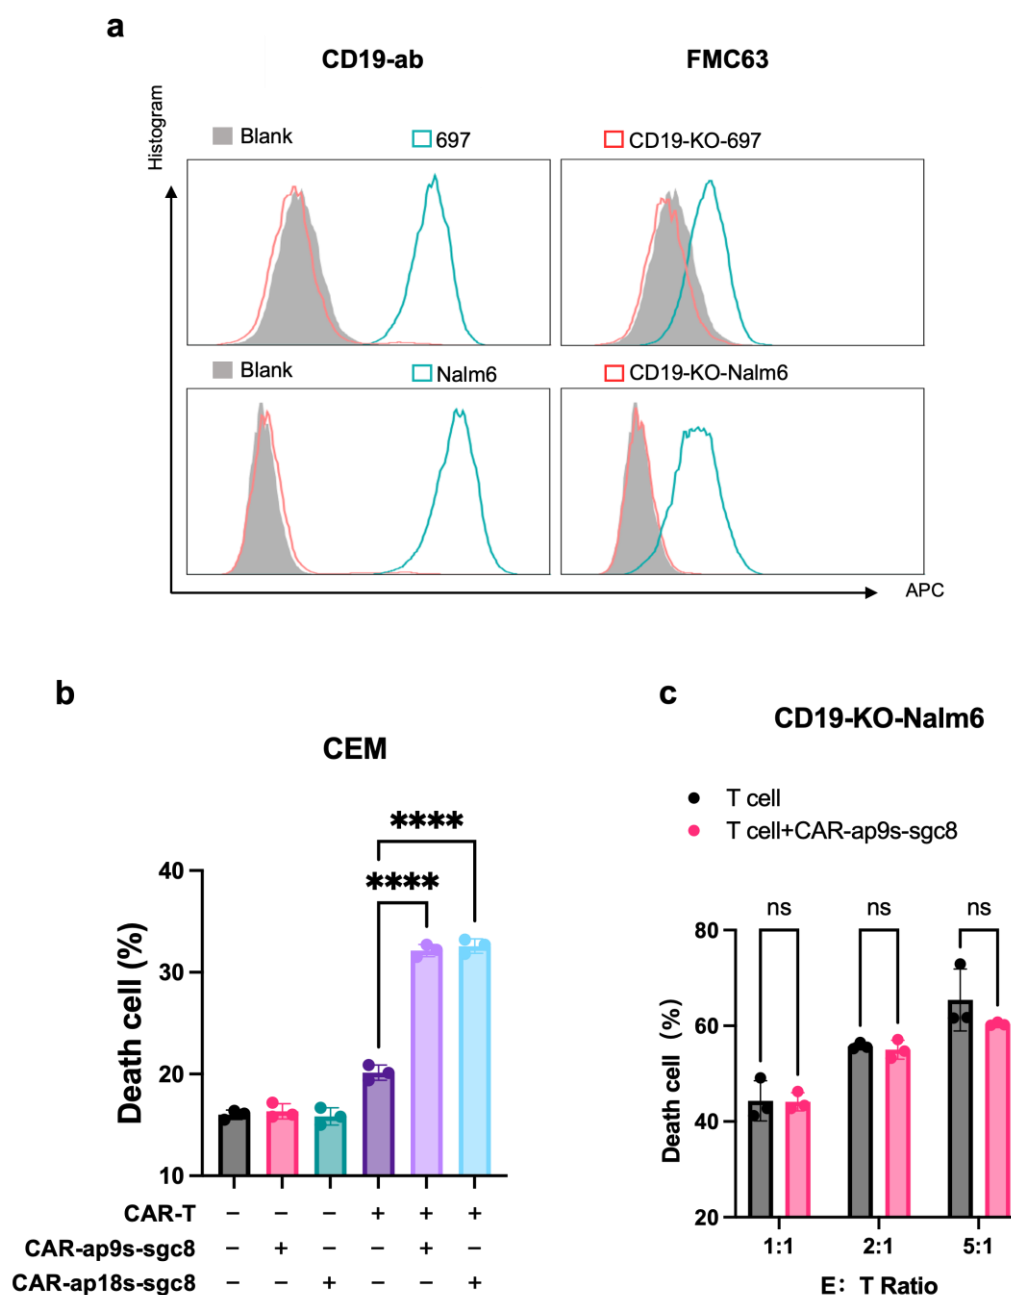 a
CD19-ab
FMC63
Histogram
Blank
697
CD19-KO-697
Blank
Nalm6
CD19-KO-Nalm6
APC
b
CEM
****
****
Death cell (%)
40
30
20
10
CAR-T − − − + + +
CAR-ap9s-sgc8 − + − − + −
CAR-ap18s-sgc8 − − + − − +
c
CD19-KO-Nalm6
T cell
T cell+CAR-ap9s-sgc8
ns ns ns
Death cell (%)
80
60
40
20
1:1 2:1 5:1
E: T Ratio